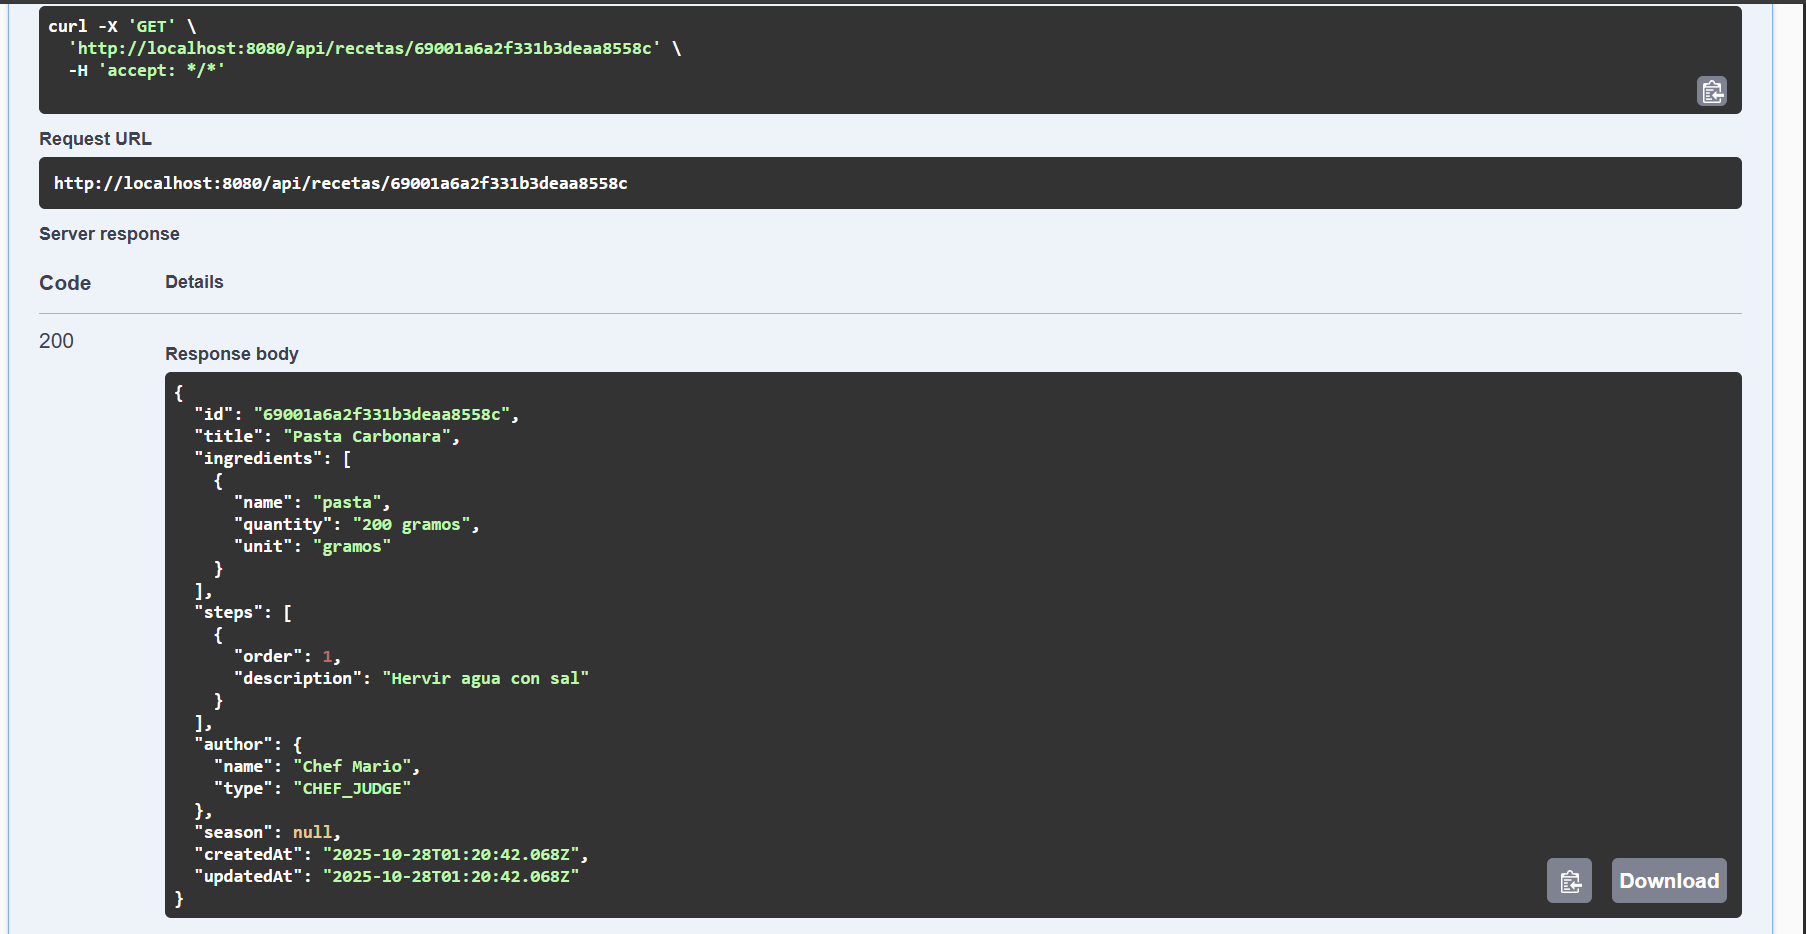 curl -X 'GET' \
  'http://localhost:8080/api/recetas/69001a6a2f331b3deaa8558c' \
  -H 'accept: */*'
Request URL
http://localhost:8080/api/recetas/69001a6a2f331b3deaa8558c
Server response
Code Details
200
Response body
{
  "id": "69001a6a2f331b3deaa8558c",
  "title": "Pasta Carbonara",
  "ingredients": [
    {
      "name": "pasta",
      "quantity": "200 gramos",
      "unit": "gramos"
    }
  ],
  "steps": [
    {
      "order": 1,
      "description": "Hervir agua con sal"
    }
  ],
  "author": {
    "name": "Chef Mario",
    "type": "CHEF_JUDGE"
  },
  "season": null,
  "createdAt": "2025-10-28T01:20:42.068Z",
  "updatedAt": "2025-10-28T01:20:42.068Z"
}
Download